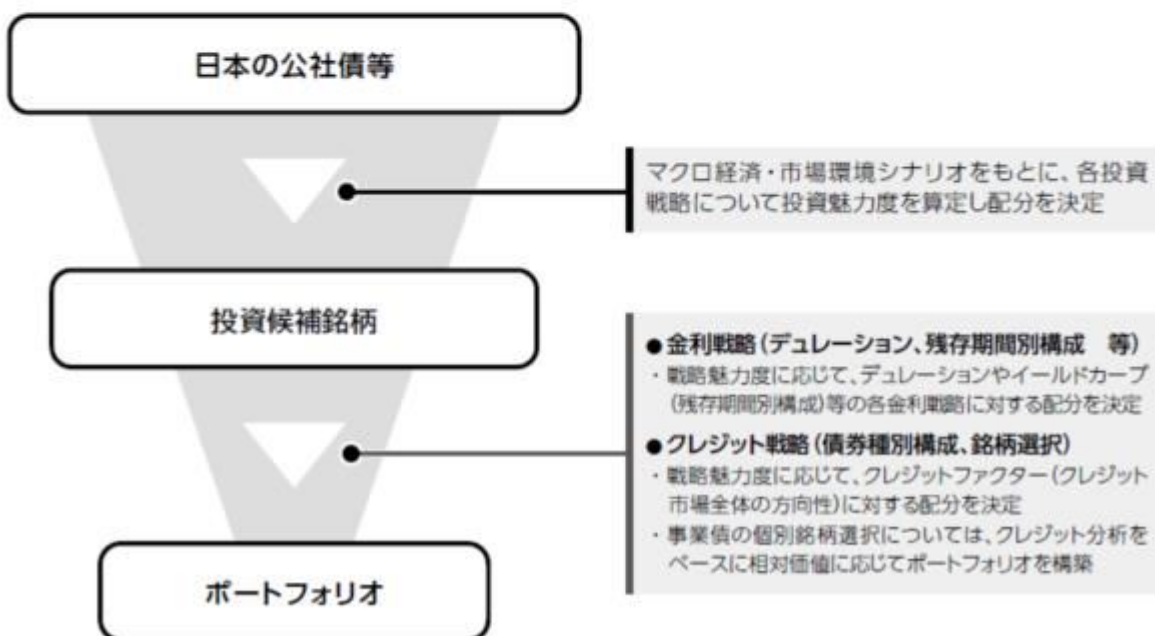 日本の公社債等
マクロ経済・市場環境シナリオをもとに、各投資
戦略について投資魅力度を算定し配分を決定
投資候補銘柄
●金利戦略(デュレーション、残存期間別構成　等)
・戦略魅力度に応じて、デュレーションやイールドカーブ
(残存期間別構成)等の各金利戦略に対する配分を決定
●クレジット戦略(債券種別構成、銘柄選択)
・戦略魅力度に応じて、クレジットファクター(クレジット
市場全体の方向性)に対する配分を決定
・事業債の個別銘柄選択については、クレジット分析を
ベースに相対価値に応じてポートフォリオを構築
ポートフォリオ